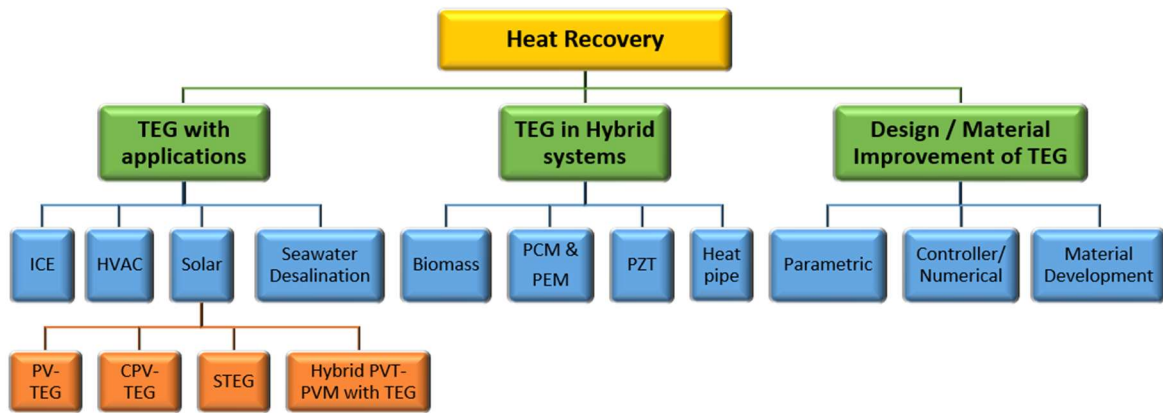 Heat Recovery
TEG with
applications
TEG in Hybrid
systems
Design / Material
Improvement of TEG
ICE
HVAC
Solar
Seawater
Desalination
Biomass
PCM &
PEM
PZT
Heat
pipe
Parametric
Controller/
Numerical
Material
Development
PV-
TEG
CPV-
TEG
STEG
Hybrid PVT-
PVM with TEG